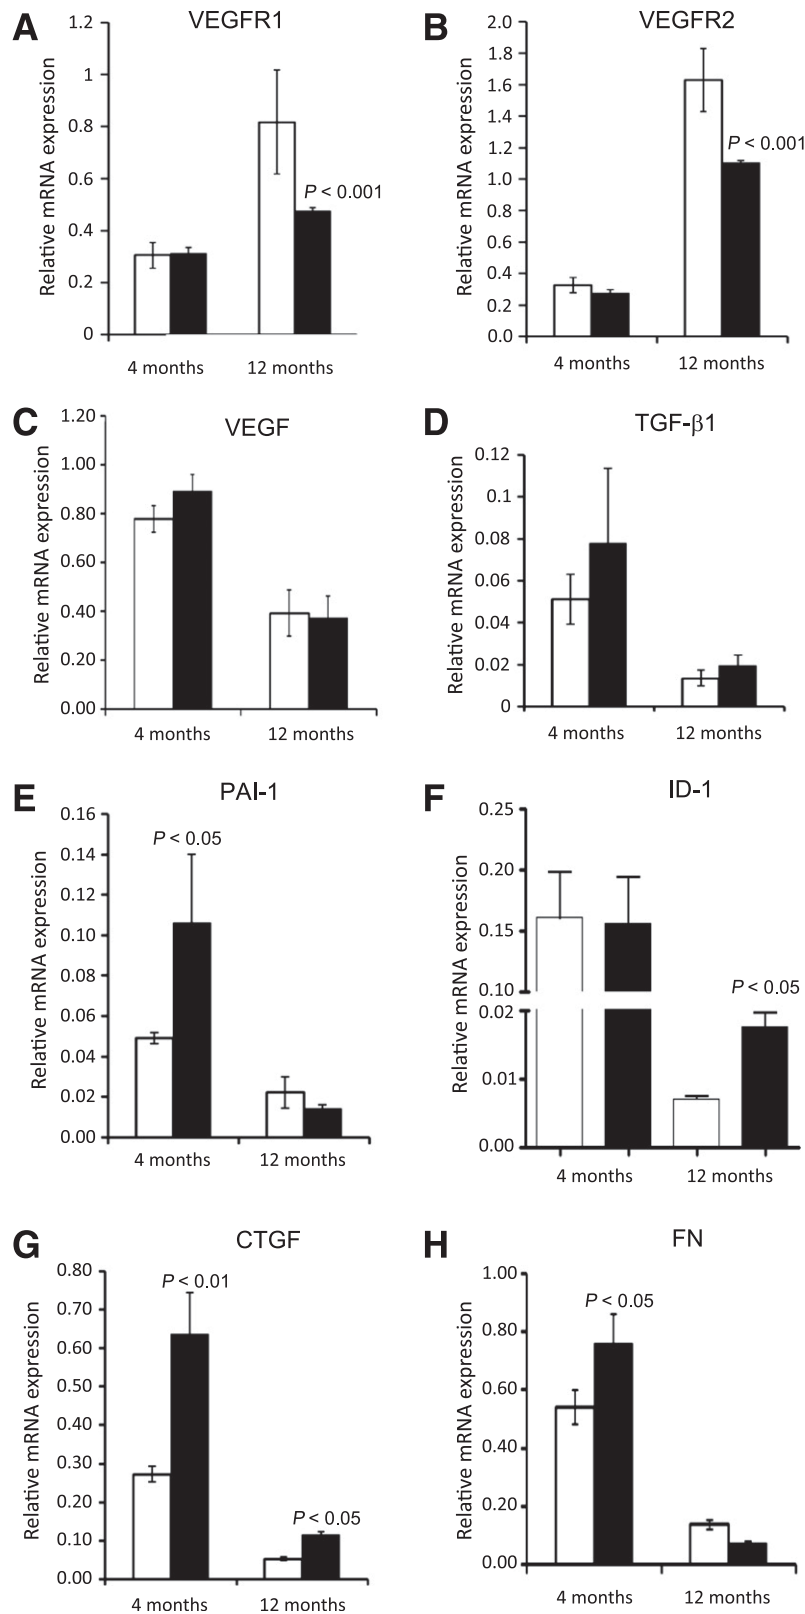 A
VEGFR1
Relative mRNA expression
1.2
1
0.8
0.6
0.4
0.2
0
P < 0.001
4 months
12 months
B
VEGFR2
Relative mRNA expression
2.0
1.8
1.6
1.4
1.2
1.0
0.8
0.6
0.4
0.2
0.0
P < 0.001
4 months
12 months
C
VEGF
Relative mRNA expression
1.20
1.00
0.80
0.60
0.40
0.20
0.00
4 months
12 months
D
TGF-β1
Relative mRNA expression
0.12
0.1
0.08
0.06
0.04
0.02
0
4 months
12 months
E
PAI-1
Relative mRNA expression
0.16
0.14
0.12
0.10
0.08
0.06
0.04
0.02
0.00
P < 0.05
4 months
12 months
F
ID-1
Relative mRNA expression
0.25
0.20
0.15
0.10
0.02
0.01
0.00
P < 0.05
4 months
12 months
G
CTGF
Relative mRNA expression
0.80
0.70
0.60
0.50
0.40
0.30
0.20
0.10
0.00
P < 0.01
P < 0.05
4 months
12 months
H
FN
Relative mRNA expression
1.00
0.80
0.60
0.40
0.20
0.00
P < 0.05
4 months
12 months